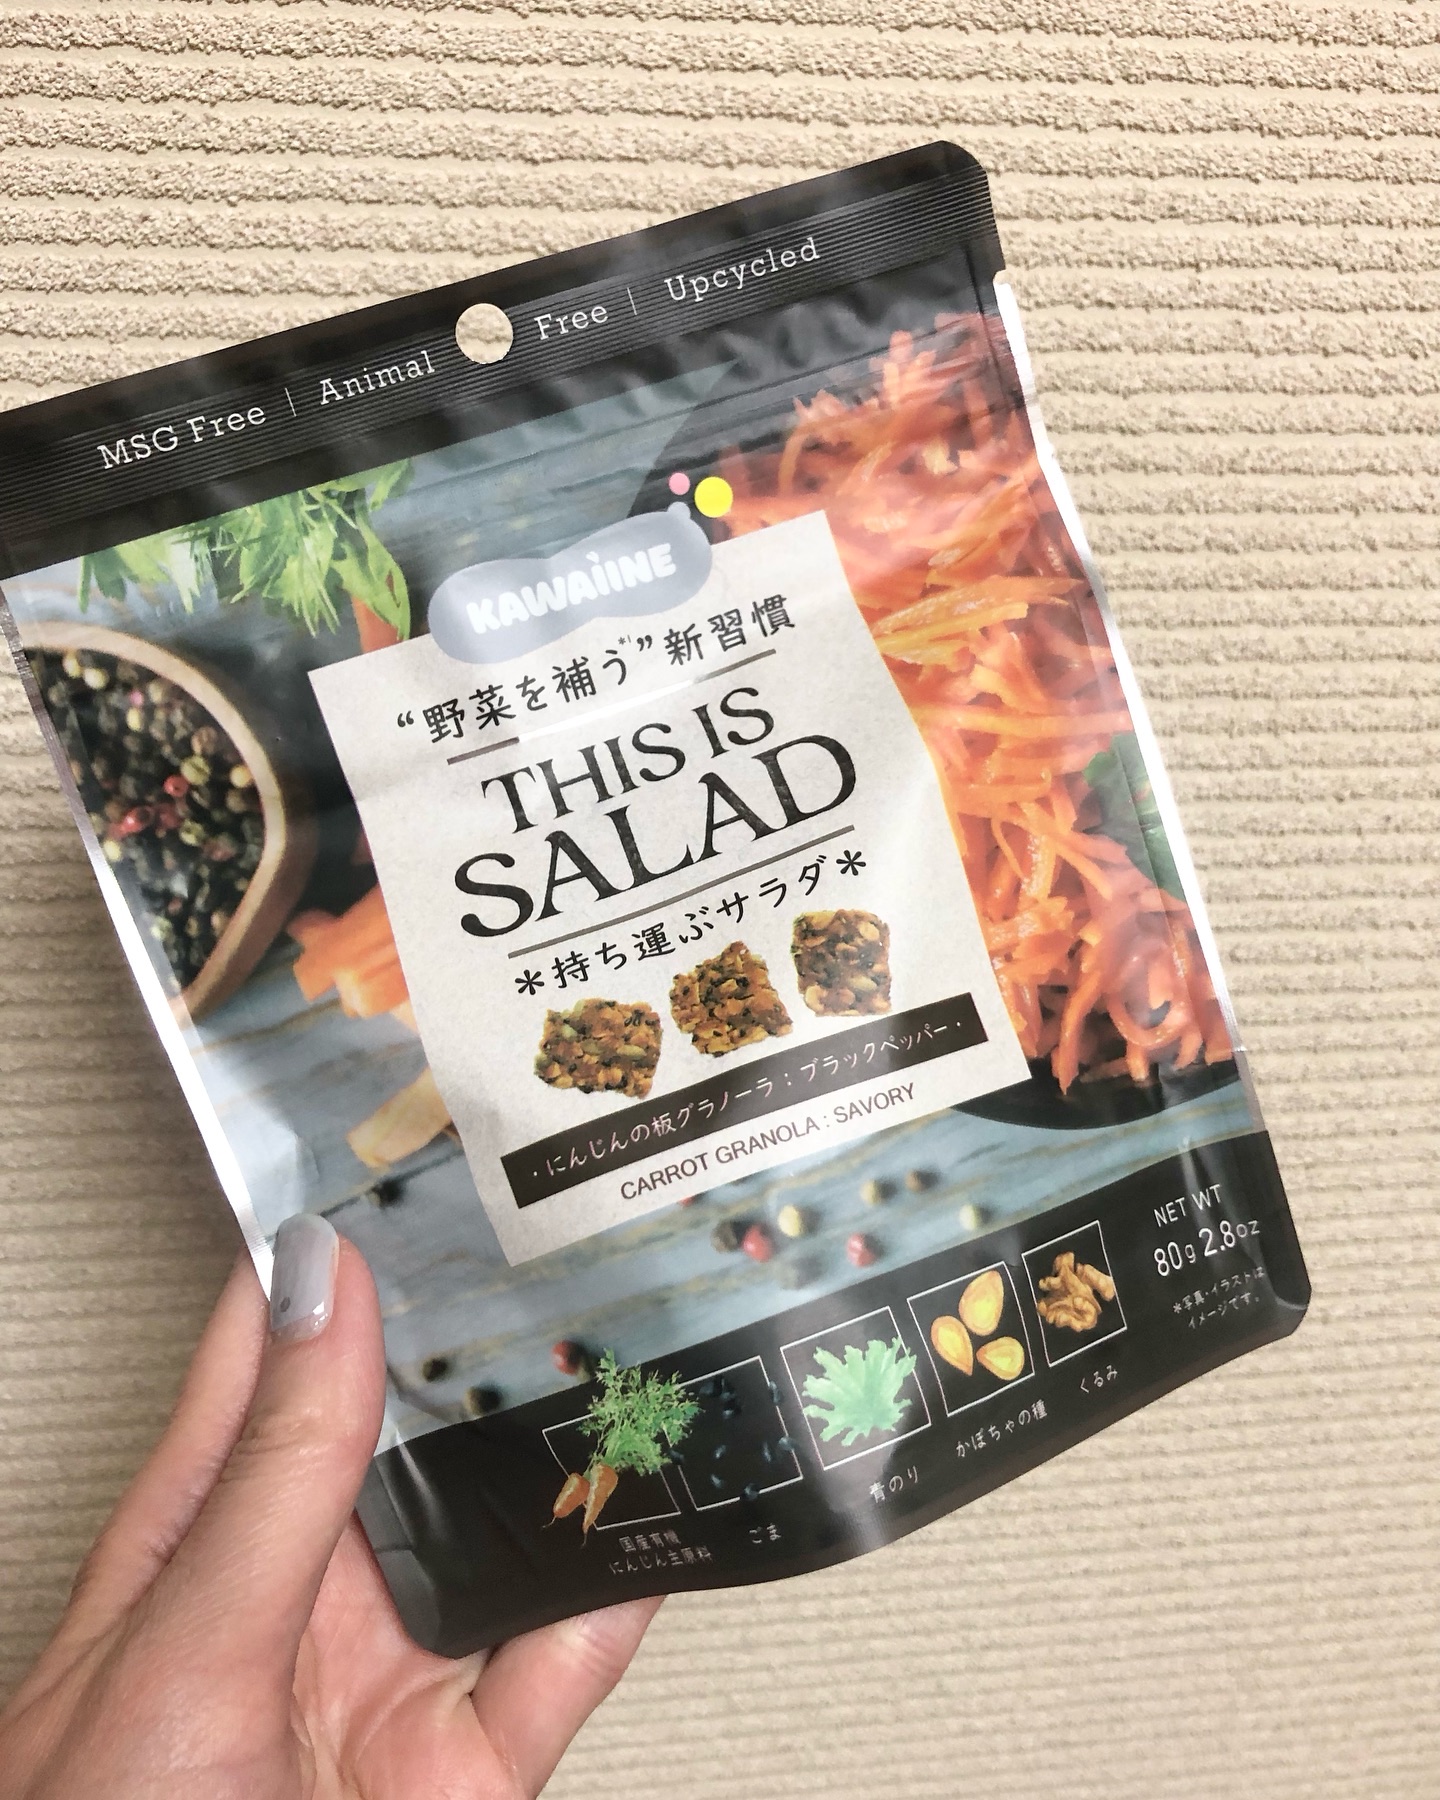 MSG Free | Animal Free | Upcycled
KAWAIINE
“野菜を補う*¹”新習慣
THIS IS
SALAD
*持ち運ぶサラダ*
・にんじんの板グラノーラ：ブラックペッパー・
CARROT GRANOLA : SAVORY
NET WT
80g 2.8oz
*写真・イラストは
イメージです。
国産有機
にんじん主原料
ごま
青のり
かぼちゃの種
くるみ